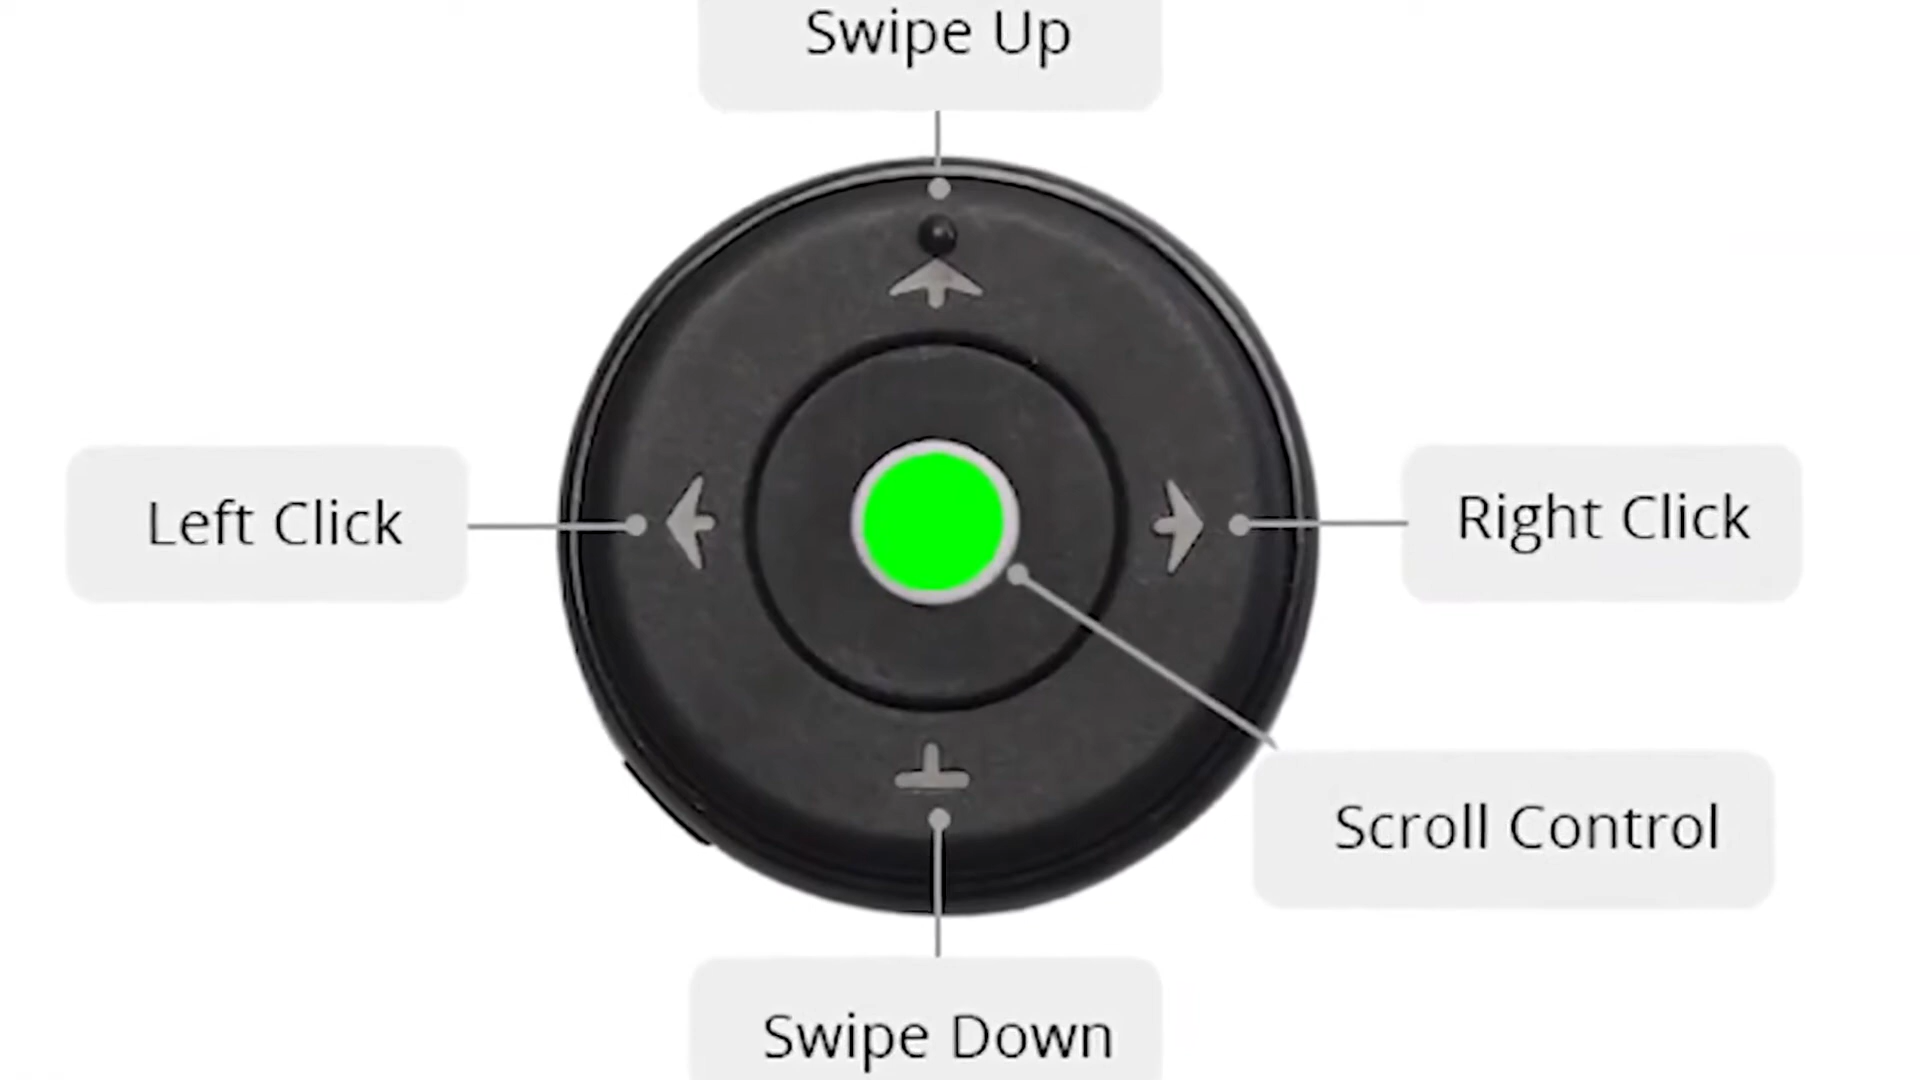 Swipe Up
Left Click
Right Click
Scroll Control
Swipe Down